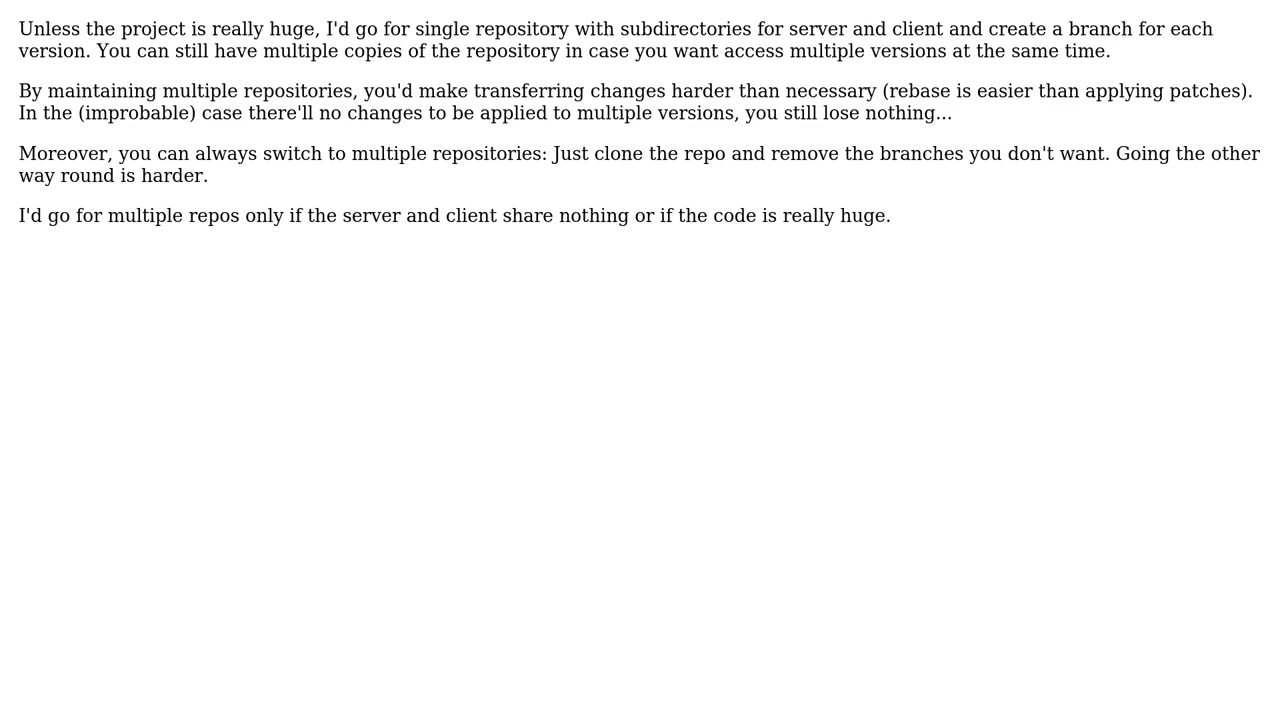 Unless the project is really huge, I'd go for single repository with subdirectories for server and client and create a branch for each
version. You can still have multiple copies of the repository in case you want access multiple versions at the same time.
By maintaining multiple repositories, you'd make transferring changes harder than necessary (rebase is easier than applying patches).
In the (improbable) case there'll no changes to be applied to multiple versions, you still lose nothing...
Moreover, you can always switch to multiple repositories: Just clone the repo and remove the branches you don't want. Going the other
way round is harder.
I'd go for multiple repos only if the server and client share nothing or if the code is really huge.